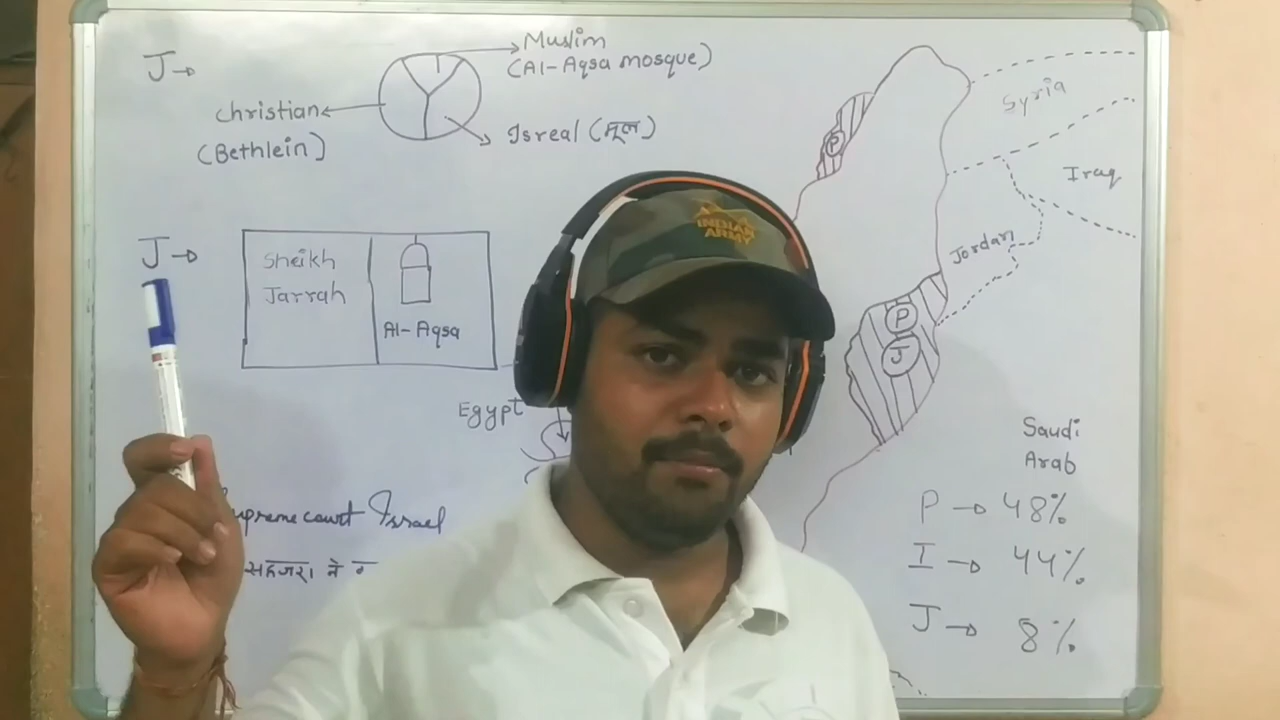 J→
Muslim
(Al-Aqsa mosque)
Christian
(Bethlein)
Isreal (मूल)
P
Syria
Iraq
Jordan
J→
Sheikh
Jarrah
Al-Aqsa
INDIAN
ARMY
P
J
Egypt
Saudi
Arab
P → 48%
I → 44%
J → 8%
supreme court Israel